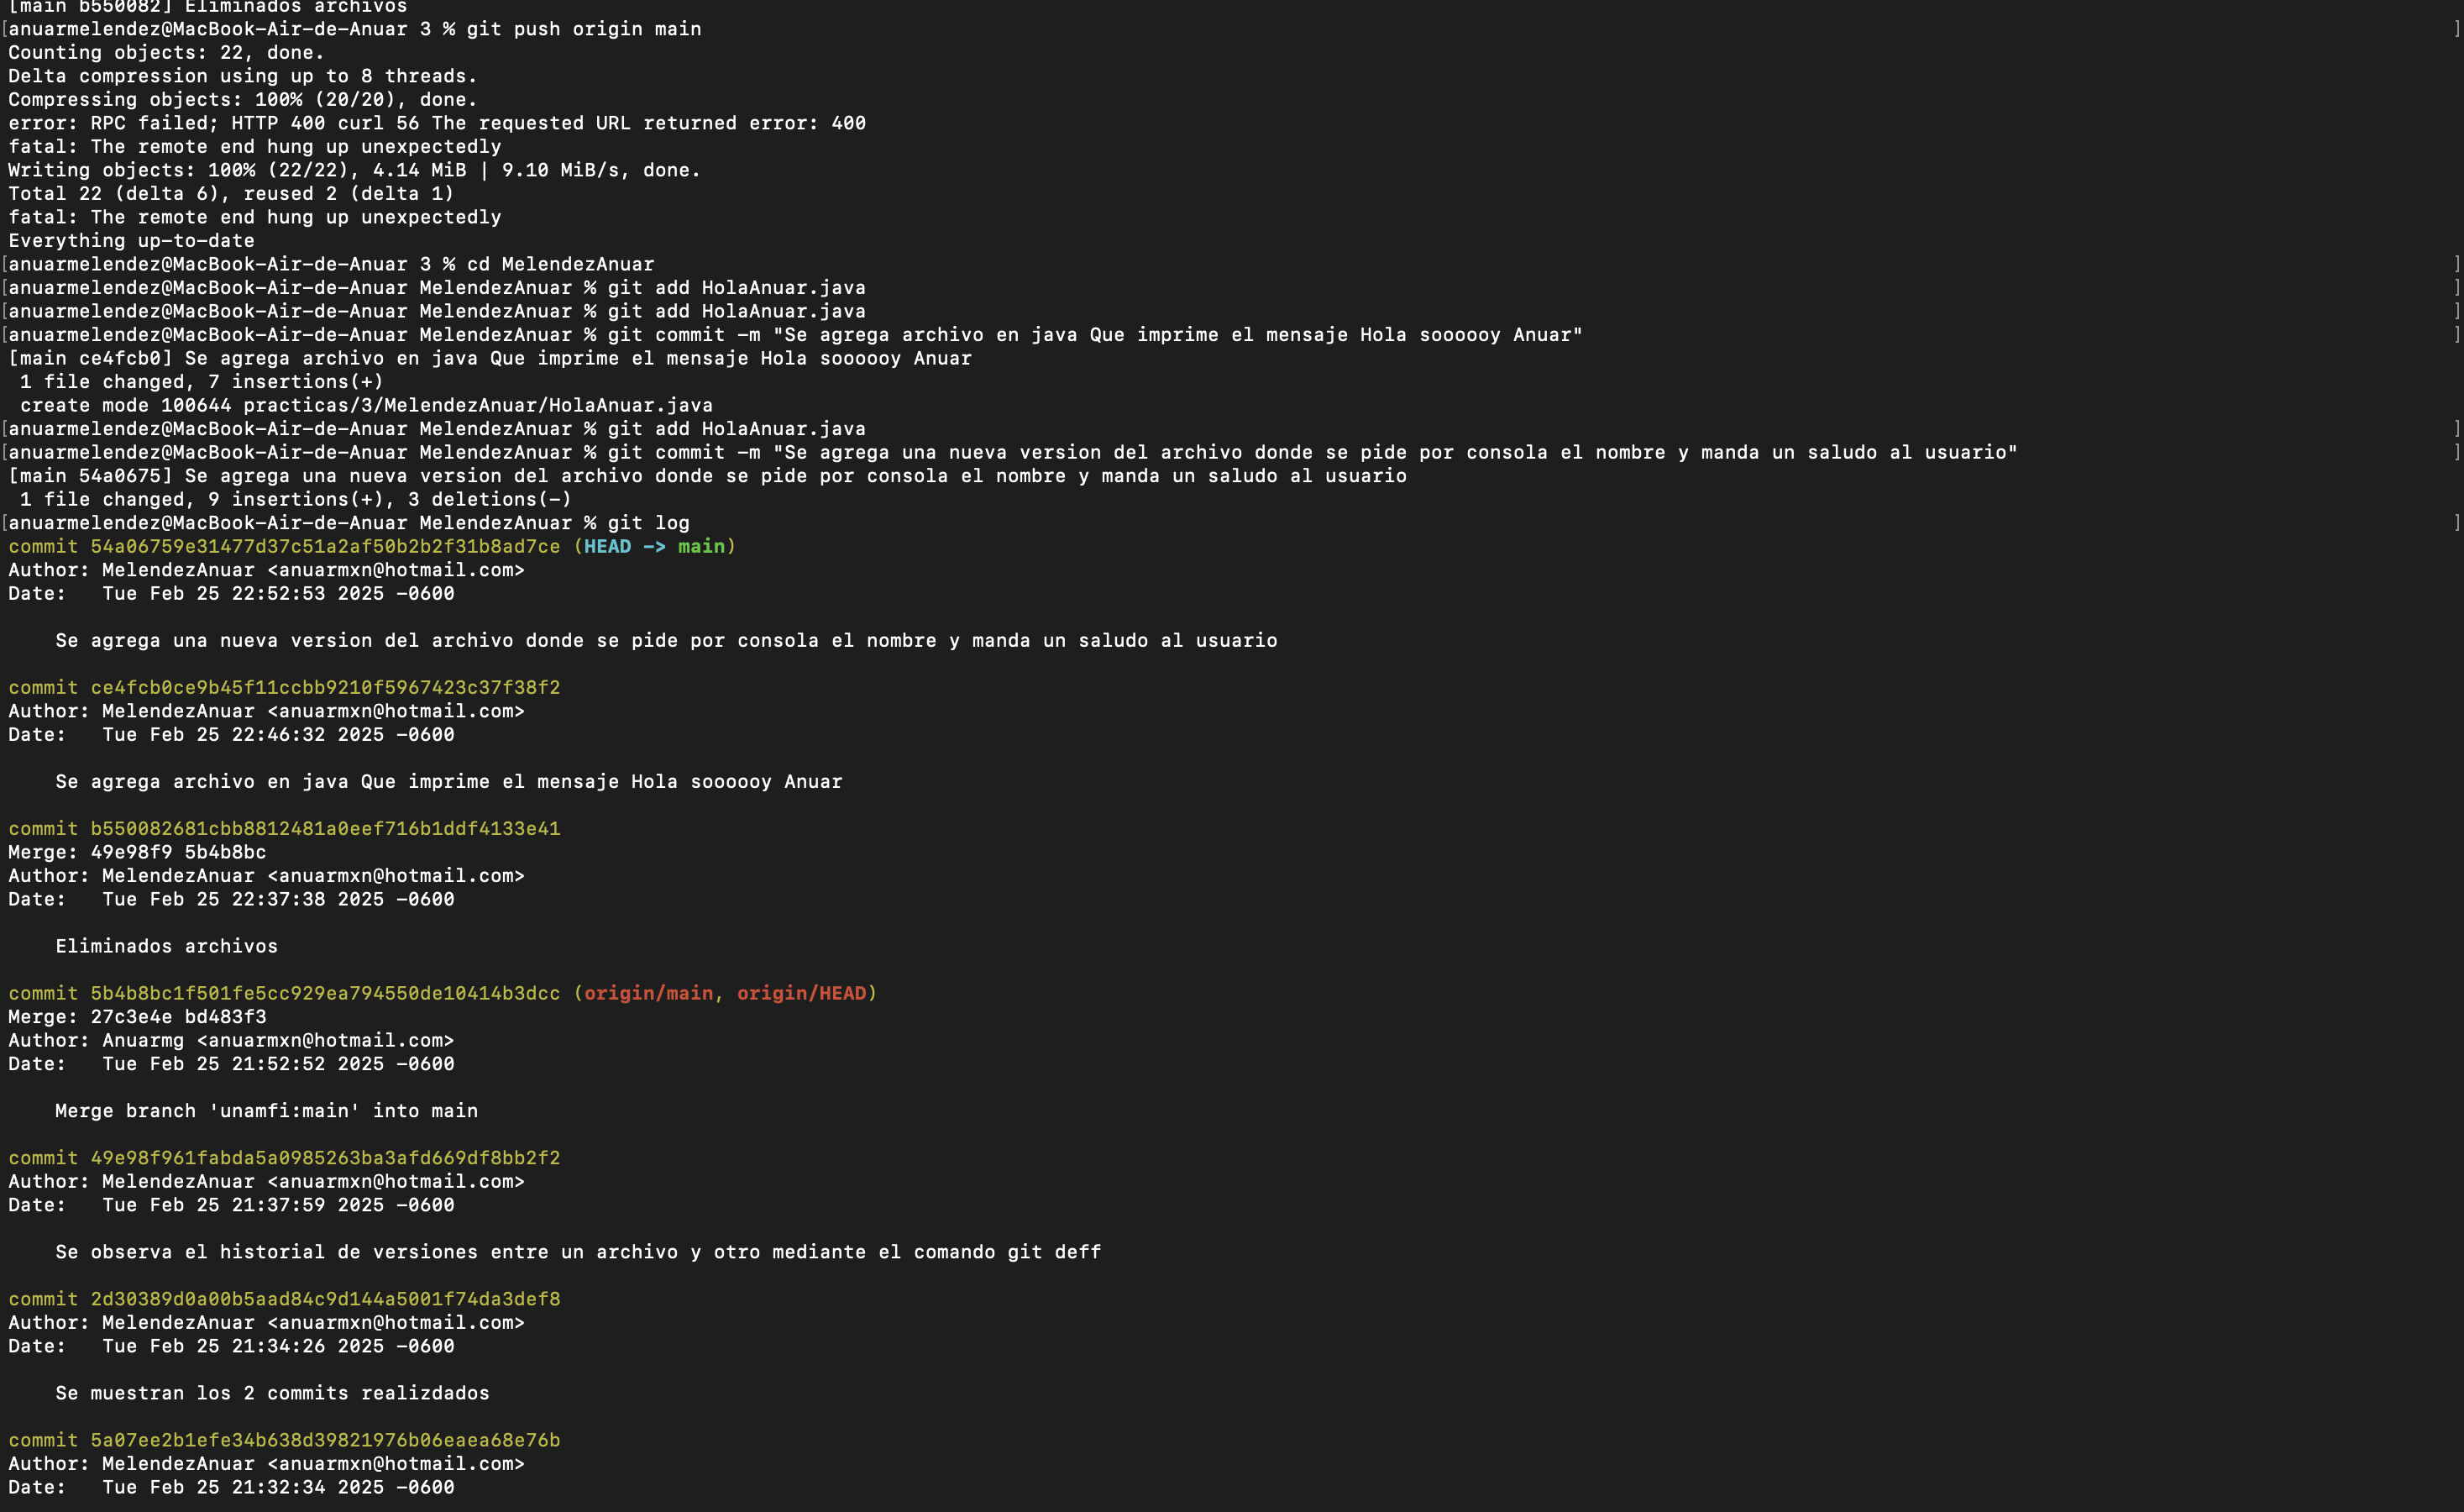 [main b550082] Eliminados archivos
[anuarmelendez@MacBook-Air-de-Anuar 3 % git push origin main ]
Counting objects: 22, done.
Delta compression using up to 8 threads.
Compressing objects: 100% (20/20), done.
error: RPC failed; HTTP 400 curl 56 The requested URL returned error: 400
fatal: The remote end hung up unexpectedly
Writing objects: 100% (22/22), 4.14 MiB | 9.10 MiB/s, done.
Total 22 (delta 6), reused 2 (delta 1)
fatal: The remote end hung up unexpectedly
Everything up-to-date
[anuarmelendez@MacBook-Air-de-Anuar 3 % cd MelendezAnuar ]
[anuarmelendez@MacBook-Air-de-Anuar MelendezAnuar % git add HolaAnuar.java ]
[anuarmelendez@MacBook-Air-de-Anuar MelendezAnuar % git add HolaAnuar.java ]
[anuarmelendez@MacBook-Air-de-Anuar MelendezAnuar % git commit -m "Se agrega archivo en java Que imprime el mensaje Hola soooooy Anuar" ]
[main ce4fcb0] Se agrega archivo en java Que imprime el mensaje Hola soooooy Anuar
1 file changed, 7 insertions(+)
create mode 100644 practicas/3/MelendezAnuar/HolaAnuar.java
[anuarmelendez@MacBook-Air-de-Anuar MelendezAnuar % git add HolaAnuar.java ]
[anuarmelendez@MacBook-Air-de-Anuar MelendezAnuar % git commit -m "Se agrega una nueva version del archivo donde se pide por consola el nombre y manda un saludo al usuario" ]
[main 54a0675] Se agrega una nueva version del archivo donde se pide por consola el nombre y manda un saludo al usuario
1 file changed, 9 insertions(+), 3 deletions(-)
[anuarmelendez@MacBook-Air-de-Anuar MelendezAnuar % git log ]
commit 54a06759e31477d37c51a2af50b2b2f31b8ad7ce (HEAD -> main)
Author: MelendezAnuar <anuarmxn@hotmail.com>
Date:   Tue Feb 25 22:52:53 2025 -0600
Se agrega una nueva version del archivo donde se pide por consola el nombre y manda un saludo al usuario
commit ce4fcb0ce9b45f11ccbb9210f5967423c37f38f2
Author: MelendezAnuar <anuarmxn@hotmail.com>
Date:   Tue Feb 25 22:46:32 2025 -0600
Se agrega archivo en java Que imprime el mensaje Hola soooooy Anuar
commit b550082681cbb8812481a0eef716b1ddf4133e41
Merge: 49e98f9 5b4b8bc
Author: MelendezAnuar <anuarmxn@hotmail.com>
Date:   Tue Feb 25 22:37:38 2025 -0600
Eliminados archivos
commit 5b4b8bc1f501fe5cc929ea794550de10414b3dcc (origin/main, origin/HEAD)
Merge: 27c3e4e bd483f3
Author: Anuarmg <anuarmxn@hotmail.com>
Date:   Tue Feb 25 21:52:52 2025 -0600
Merge branch 'unamfi:main' into main
commit 49e98f961fabda5a0985263ba3afd669df8bb2f2
Author: MelendezAnuar <anuarmxn@hotmail.com>
Date:   Tue Feb 25 21:37:59 2025 -0600
Se observa el historial de versiones entre un archivo y otro mediante el comando git deff
commit 2d30389d0a00b5aad84c9d144a5001f74da3def8
Author: MelendezAnuar <anuarmxn@hotmail.com>
Date:   Tue Feb 25 21:34:26 2025 -0600
Se muestran los 2 commits realizdados
commit 5a07ee2b1efe34b638d39821976b06eaea68e76b
Author: MelendezAnuar <anuarmxn@hotmail.com>
Date:   Tue Feb 25 21:32:34 2025 -0600